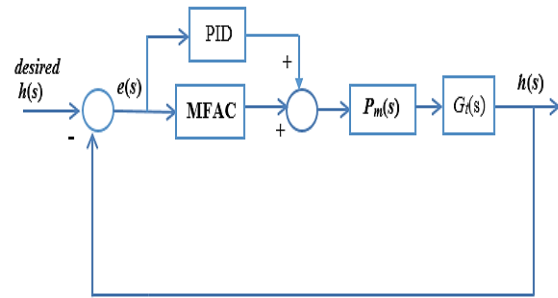 PID
+
desired
h(s)
e(s)
MFAC
+
Pm(s)
Gt(s)
h(s)
-